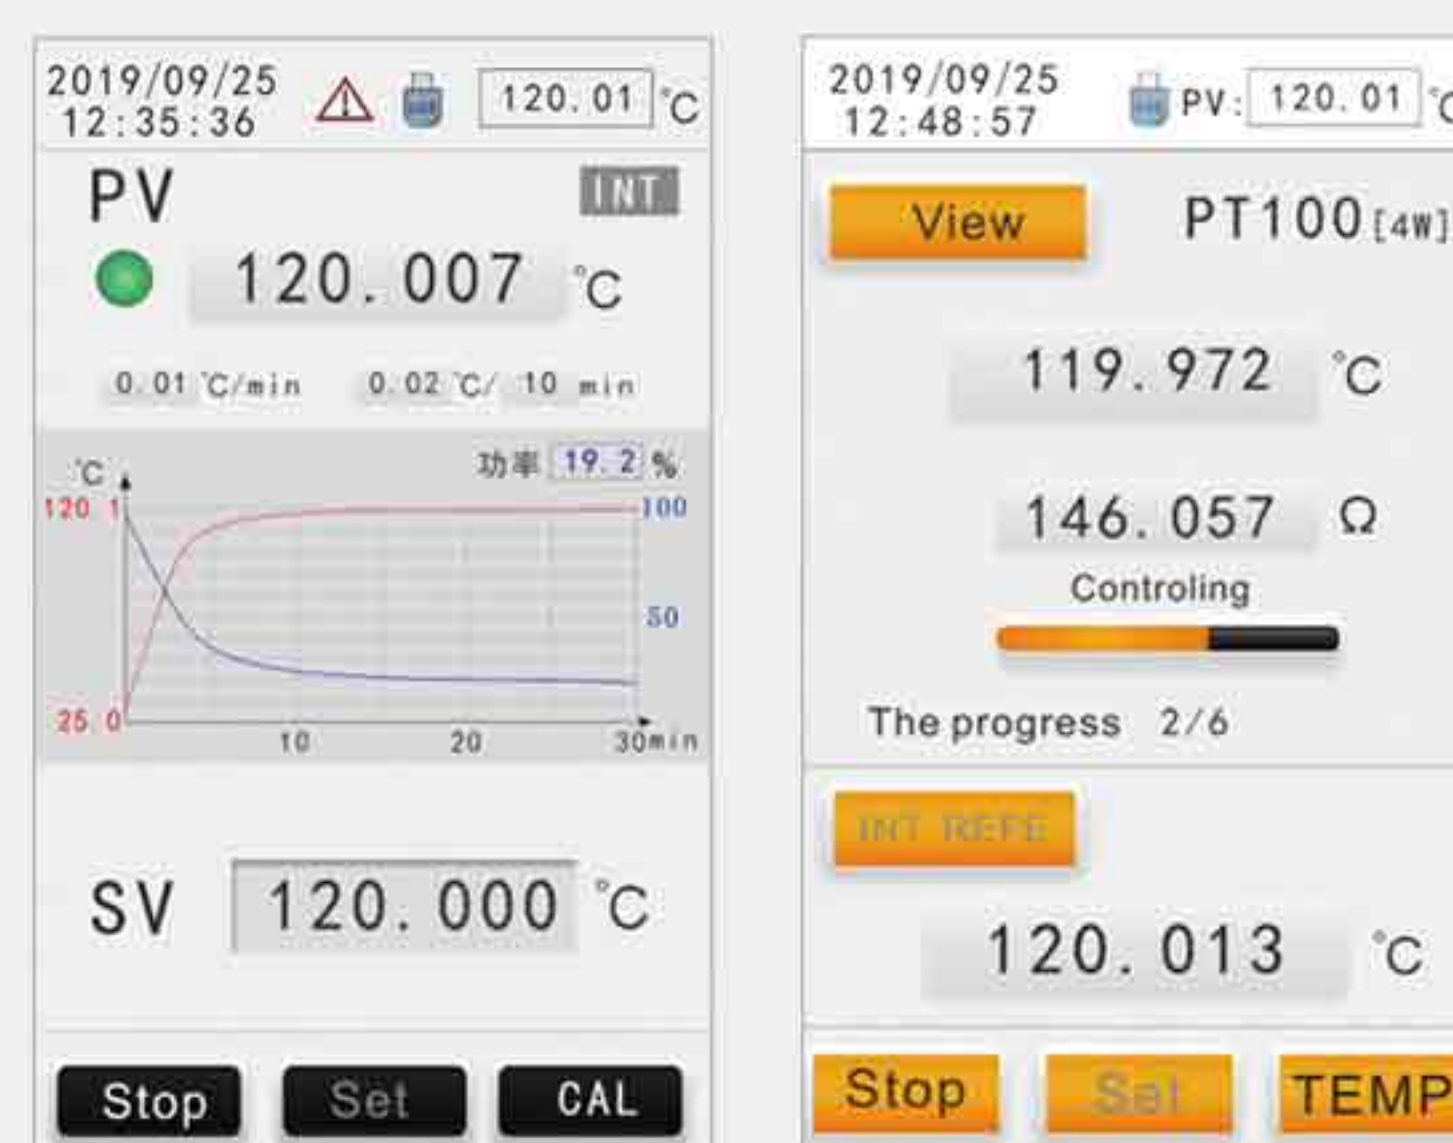 2019/09/25
12:35:36
120.01 ℃
PV
INT
120.007 ℃
0.01 ℃/min 0.02 ℃/ 10 min
℃
功率 19.2 %
120 1
100
50
25 0
10 20 30min
SV 120.000 ℃
Stop Set CAL
2019/09/25
12:48:57
PV: 120.01 ℃
View PT100[4W]
119.972 ℃
146.057 Ω
Controling
The progress 2/6
INT REFE
120.013 ℃
Stop Set TEMP